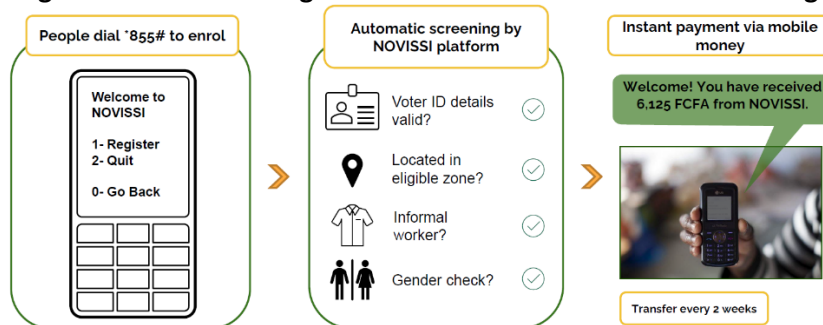 People dial *855# to enrol
Welcome to
NOVISSI
1- Register
2- Quit
0- Go Back
Automatic screening by
NOVISSI platform
Voter ID details
valid?
Located in
eligible zone?
Informal
worker?
Gender check?
Instant payment via mobile
money
Welcome! You have received
6,125 FCFA from NOVISSI.
Transfer every 2 weeks